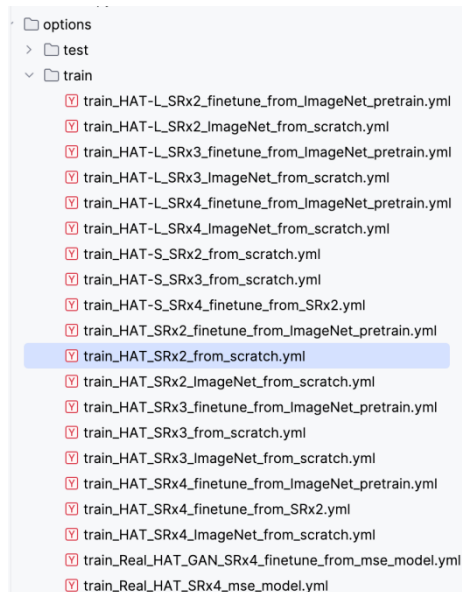 options
test
train
train_HAT-L_SRx2_finetune_from_ImageNet_pretrain.yml
train_HAT-L_SRx2_ImageNet_from_scratch.yml
train_HAT-L_SRx3_finetune_from_ImageNet_pretrain.yml
train_HAT-L_SRx3_ImageNet_from_scratch.yml
train_HAT-L_SRx4_finetune_from_ImageNet_pretrain.yml
train_HAT-L_SRx4_ImageNet_from_scratch.yml
train_HAT-S_SRx2_from_scratch.yml
train_HAT-S_SRx3_from_scratch.yml
train_HAT-S_SRx4_finetune_from_SRx2.yml
train_HAT_SRx2_finetune_from_ImageNet_pretrain.yml
train_HAT_SRx2_from_scratch.yml
train_HAT_SRx2_ImageNet_from_scratch.yml
train_HAT_SRx3_finetune_from_ImageNet_pretrain.yml
train_HAT_SRx3_from_scratch.yml
train_HAT_SRx3_ImageNet_from_scratch.yml
train_HAT_SRx4_finetune_from_ImageNet_pretrain.yml
train_HAT_SRx4_finetune_from_SRx2.yml
train_HAT_SRx4_ImageNet_from_scratch.yml
train_Real_HAT_GAN_SRx4_finetune_from_mse_model.yml
train_Real_HAT_SRx4_mse_model.yml